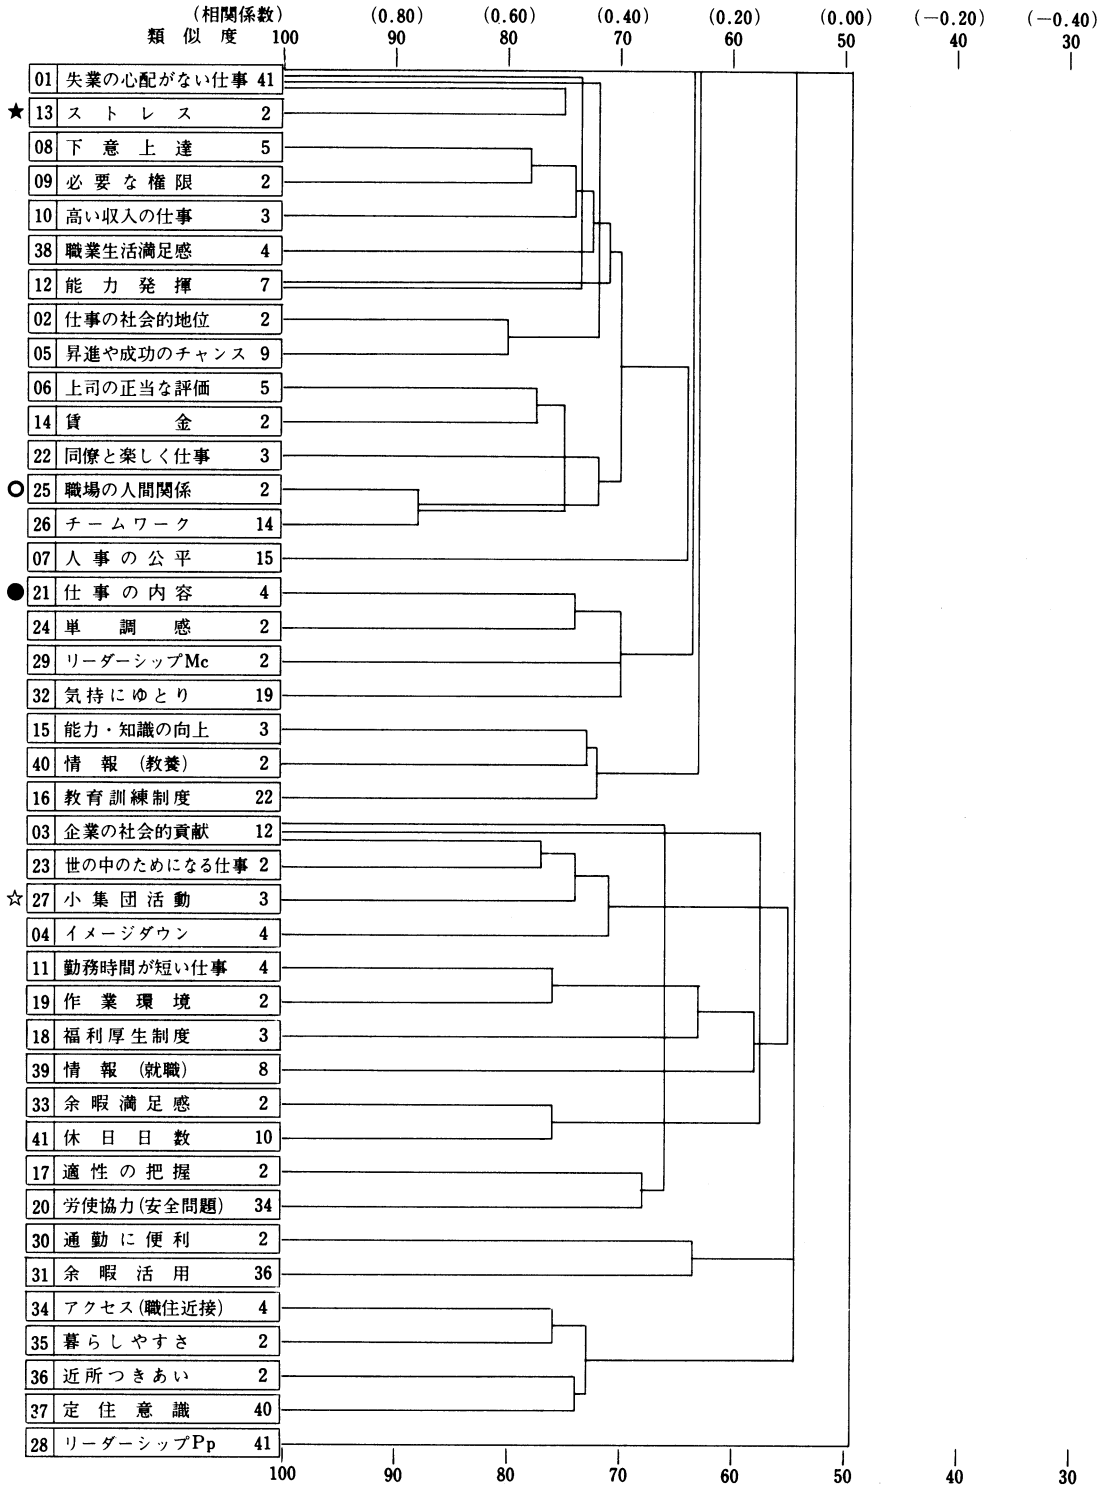 (相関係数) (0.80) (0.60) (0.40) (0.20) (0.00) (−0.20) (−0.40)
類 似 度 100 90 80 70 60 50 40 30
01 失業の心配がない仕事 41
★ 13 ス ト レ ス 2
08 下 意 上 達 5
09 必 要 な 権 限 2
10 高い収入の仕事 3
38 職業生活満足感 4
12 能 力 発 揮 7
02 仕事の社会的地位 2
05 昇進や成功のチャンス 9
06 上司の正当な評価 5
14 賃 金 2
22 同僚と楽しく仕事 3
○ 25 職場の人間関係 2
26 チームワーク 14
07 人 事 の 公 平 15
● 21 仕 事 の 内 容 4
24 単 調 感 2
29 リーダーシップMc 2
32 気持にゆとり 19
15 能力・知識の向上 3
40 情 報 (教養) 2
16 教育訓練制度 22
03 企業の社会的貢献 12
23 世の中のためになる仕事 2
☆ 27 小 集 団 活 動 3
04 イメージダウン 4
11 勤務時間が短い仕事 4
19 作 業 環 境 2
18 福利厚生制度 3
39 情 報 (就職) 8
33 余 暇 満 足 感 2
41 休 日 日 数 10
17 適 性 の 把 握 2
20 労使協力(安全問題) 34
30 通 勤 に 便 利 2
31 余 暇 活 用 36
34 アクセス(職住近接) 4
35 暮らしやすさ 2
36 近所つきあい 2
37 定 住 意 識 40
28 リーダーシップPp 41
100 90 80 70 60 50 40 30